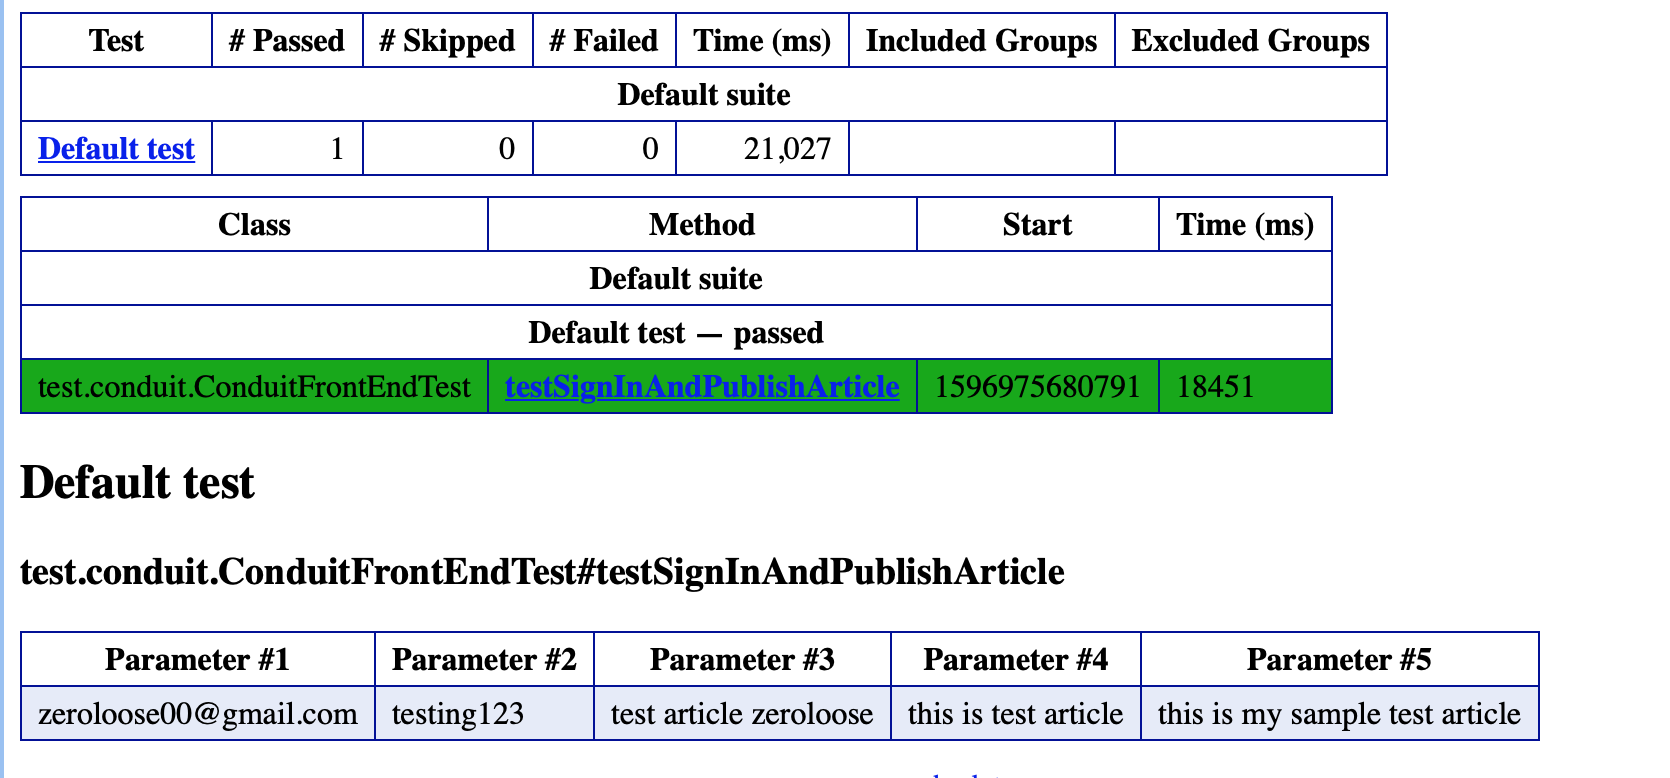 Test # Passed # Skipped # Failed Time (ms) Included Groups Excluded Groups
Default suite
Default test 1 0 0 21,027
Class Method Start Time (ms)
Default suite
Default test — passed
test.conduit.ConduitFrontEndTest testSignInAndPublishArticle 1596975680791 18451
Default test
test.conduit.ConduitFrontEndTest#testSignInAndPublishArticle
Parameter #1 Parameter #2 Parameter #3 Parameter #4 Parameter #5
zeroloose00@gmail.com testing123 test article zeroloose this is test article this is my sample test article